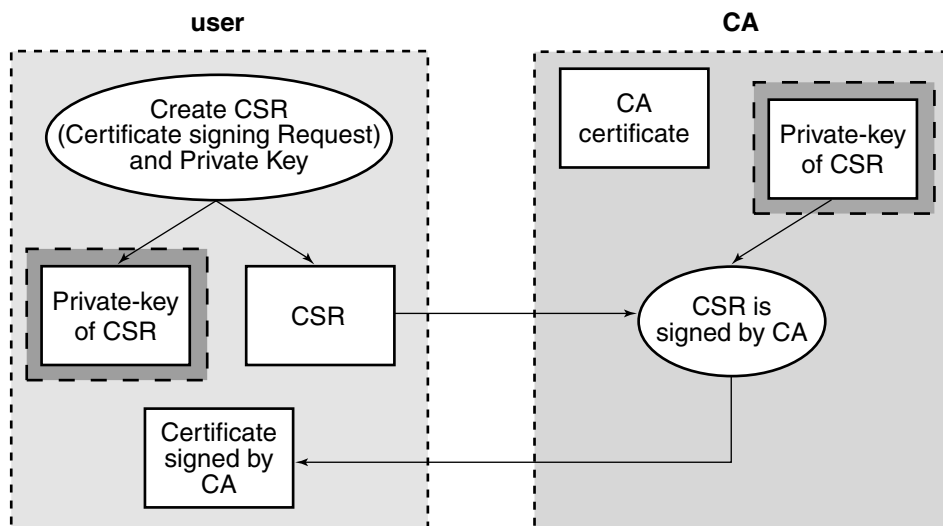 user
CA
Create CSR
(Certificate signing Request)
and Private Key
Private-key
of CSR
CSR
Certificate
signed by
CA
CA
certificate
Private-key
of CSR
CSR is
signed by CA